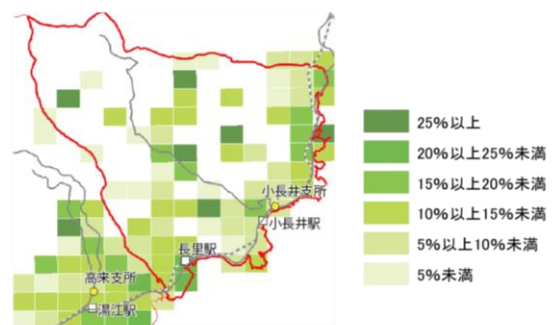 25%以上
20%以上25%未満
15%以上20%未満
10%以上15%未満
5%以上10%未満
5%未満
小長井支所
小長井駅
長里駅
高来支所
湯江駅